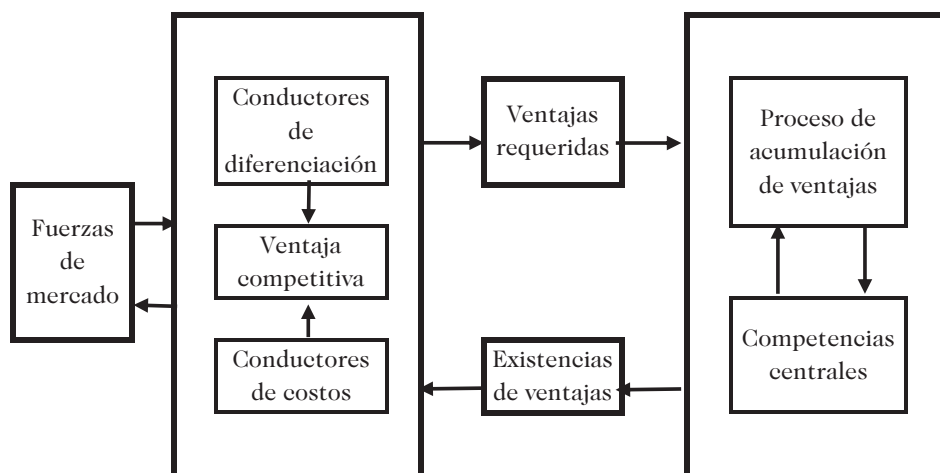 Fuerzas
de
mercado
Conductores
de
diferenciación
Ventaja
competitiva
Conductores
de costos
Ventajas
requeridas
Existencias
de ventajas
Proceso de
acumulación
de ventajas
Competencias
centrales